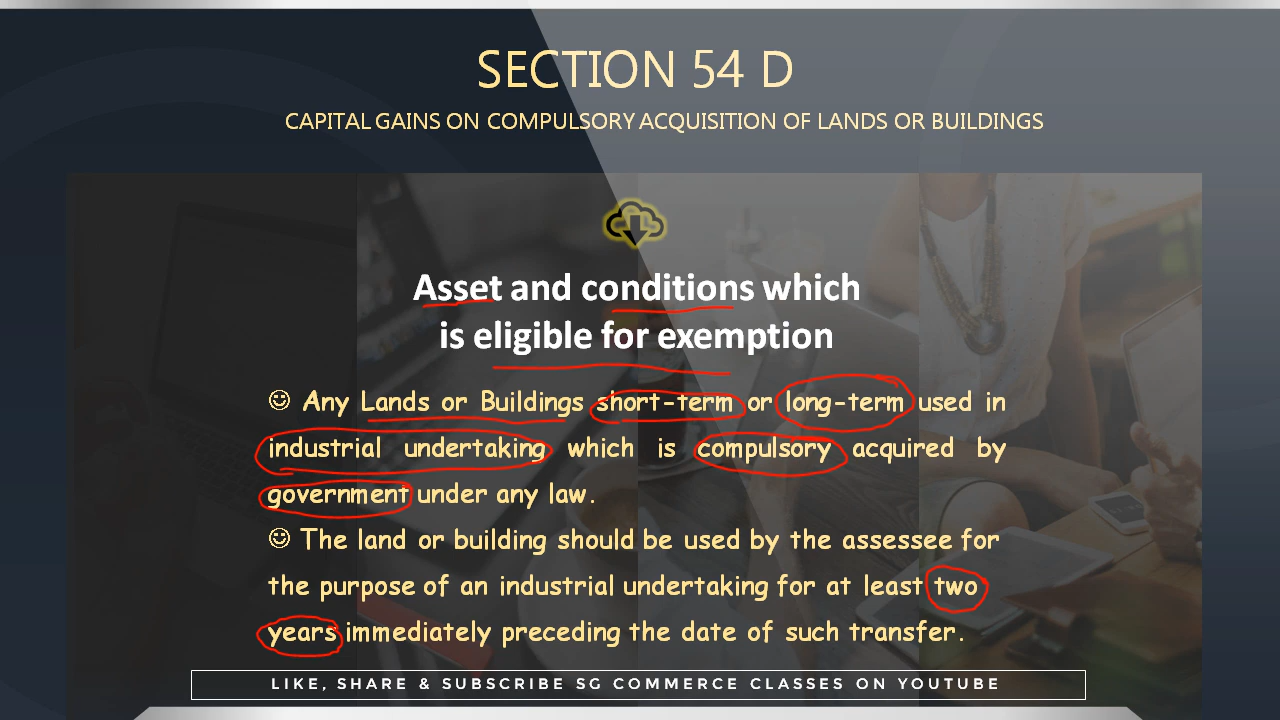 SECTION 54 D
CAPITAL GAINS ON COMPULSORY ACQUISITION OF LANDS OR BUILDINGS
Asset and conditions which
is eligible for exemption
☺ Any Lands or Buildings short-term or long-term used in
industrial undertaking which is compulsory acquired by
government under any law.
☺ The land or building should be used by the assessee for
the purpose of an industrial undertaking for at least two
years immediately preceding the date of such transfer.
LIKE, SHARE & SUBSCRIBE SG COMMERCE CLASSES ON YOUTUBE